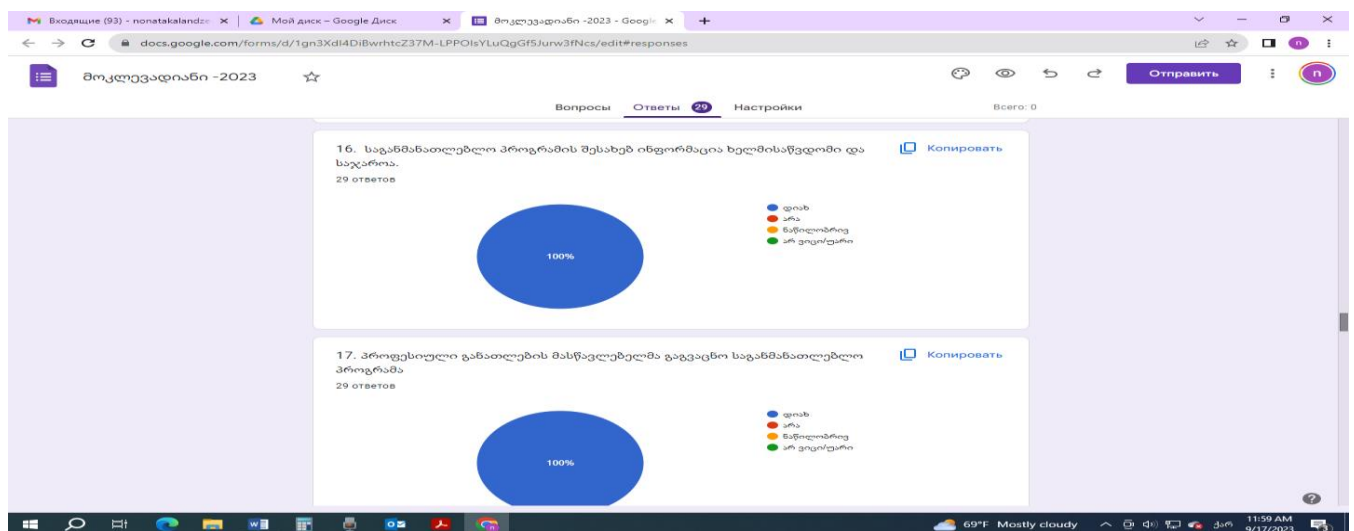 Входящие (93) - nonatakalandze
Мой диск – Google Диск
მოკლევადიანი -2023 - Google
docs.google.com/forms/d/1gn3XdI4DiBwrhtcZ37M-LPPOIsYLuQgGf5Jurw3fNcs/edit#responses
მოკლევადიანი -2023
Отправить
n
Вопросы Ответы 29 Настройки
Всего: 0
16. საგანმანათლებლო პროგრამის შესახებ ინფორმაცია ხელმისაწვდომი და
საჯაროა.
Копировать
29 ответов
100%
დიახ
არა
ნაწილობრივ
არ ვიცი/უარი
17. პროფესიული განათლების მასწავლებელმა გაგვაცნო საგანმანათლებლო
პროგრამა
Копировать
29 ответов
100%
დიახ
არა
ნაწილობრივ
არ ვიცი/უარი
69°F Mostly cloudy
ქარ
11:59 AM
9/17/2023